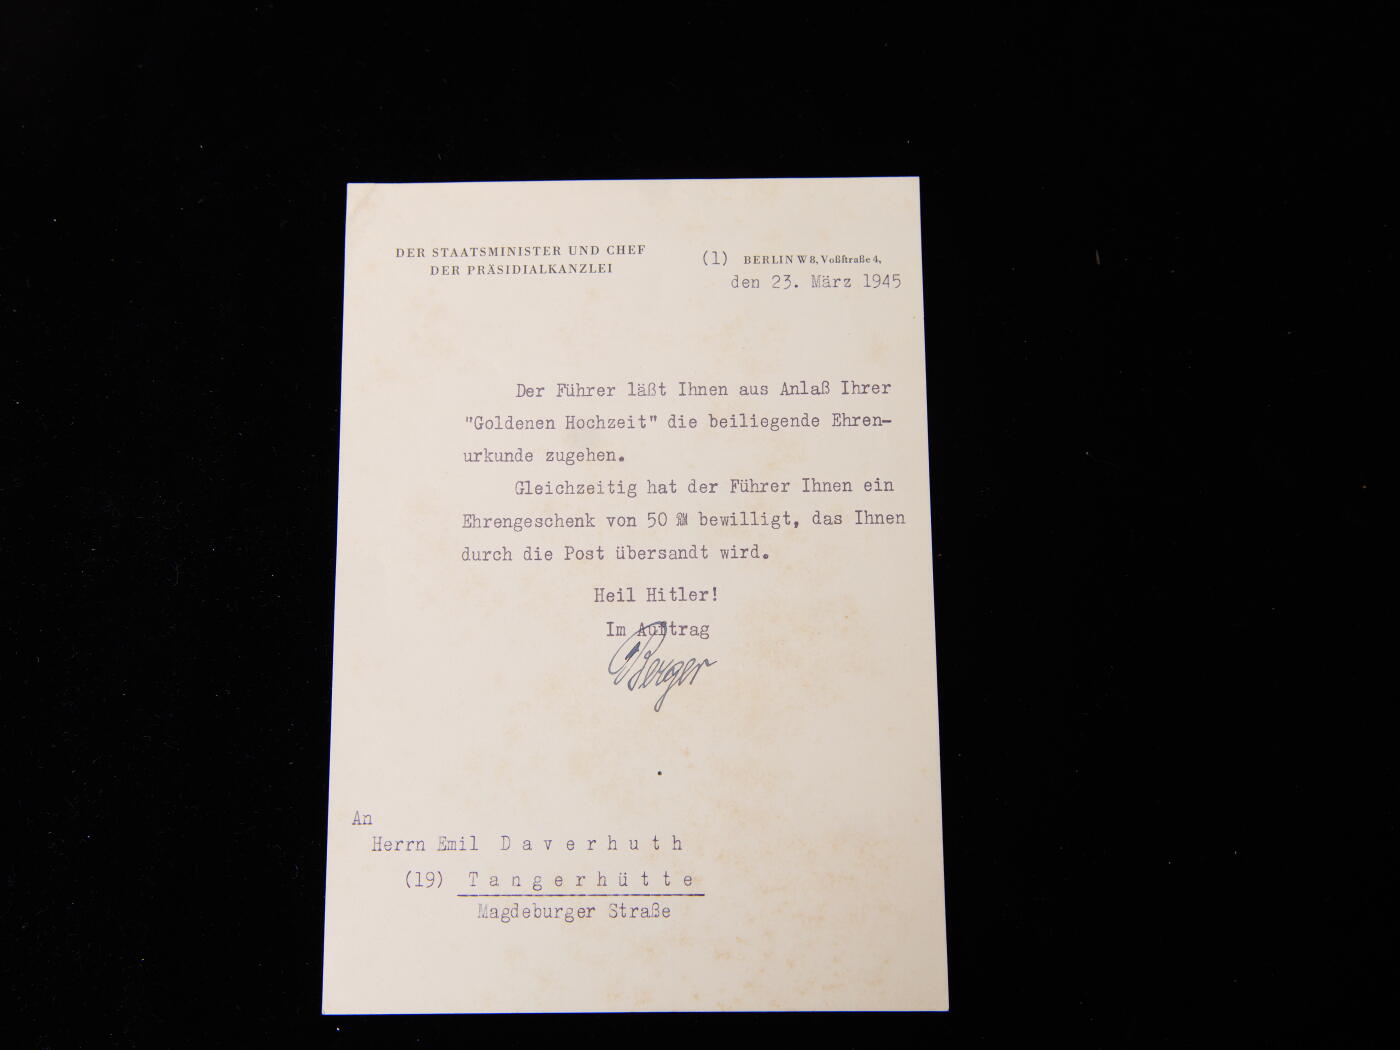 DER STAATSMINISTER UND CHEF
DER PRÄSIDIALKANZLEI
(1) BERLIN W 8, Voßstraße 4,
den 23. März 1945
Der Führer läßt Ihnen aus Anlaß Ihrer
"Goldenen Hochzeit" die beiliegende Ehren-
urkunde zugehen.
Gleichzeitig hat der Führer Ihnen ein
Ehrengeschenk von 50 RM bewilligt, das Ihnen
durch die Post übersandt wird.
Heil Hitler!
Im Auftrag
Berger
An
Herrn Emil Daverhuth
(19) Tangerhütte
Magdeburger Straße